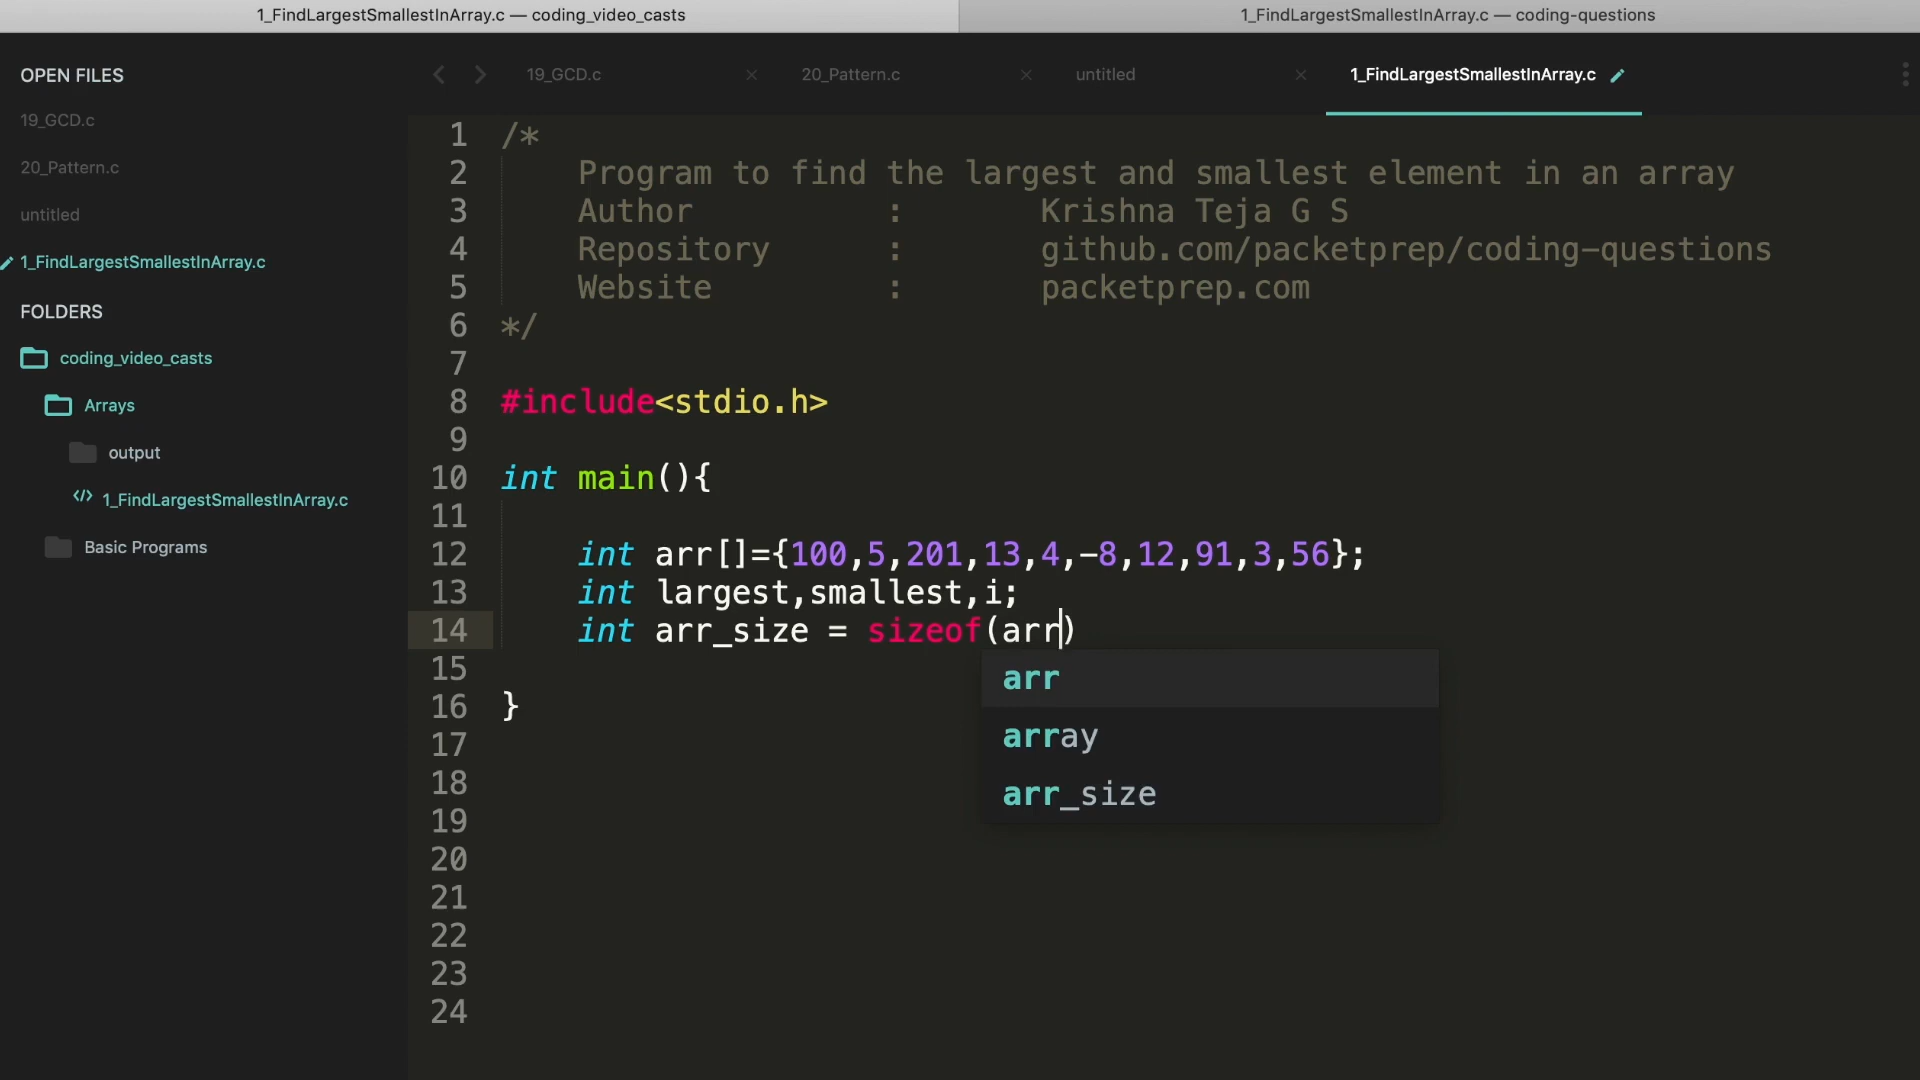 1_FindLargestSmallestInArray.c — coding_video_casts
1_FindLargestSmallestInArray.c — coding-questions
OPEN FILES
19_GCD.c
20_Pattern.c
untitled
1_FindLargestSmallestInArray.c
FOLDERS
coding_video_casts
Arrays
output
1_FindLargestSmallestInArray.c
Basic Programs
19_GCD.c
20_Pattern.c
untitled
1_FindLargestSmallestInArray.c
1 /*
2 Program to find the largest and smallest element in an array
3 Author : Krishna Teja G S
4 Repository : github.com/packetprep/coding-questions
5 Website : packetprep.com
6 */
7
8 #include<stdio.h>
9
10 int main(){
11
12 int arr[]={100,5,201,13,4,-8,12,91,3,56};
13 int largest,smallest,i;
14 int arr_size = sizeof(arr)
15
16 }
17
18
19
20
21
22
23
24
arr
array
arr_size